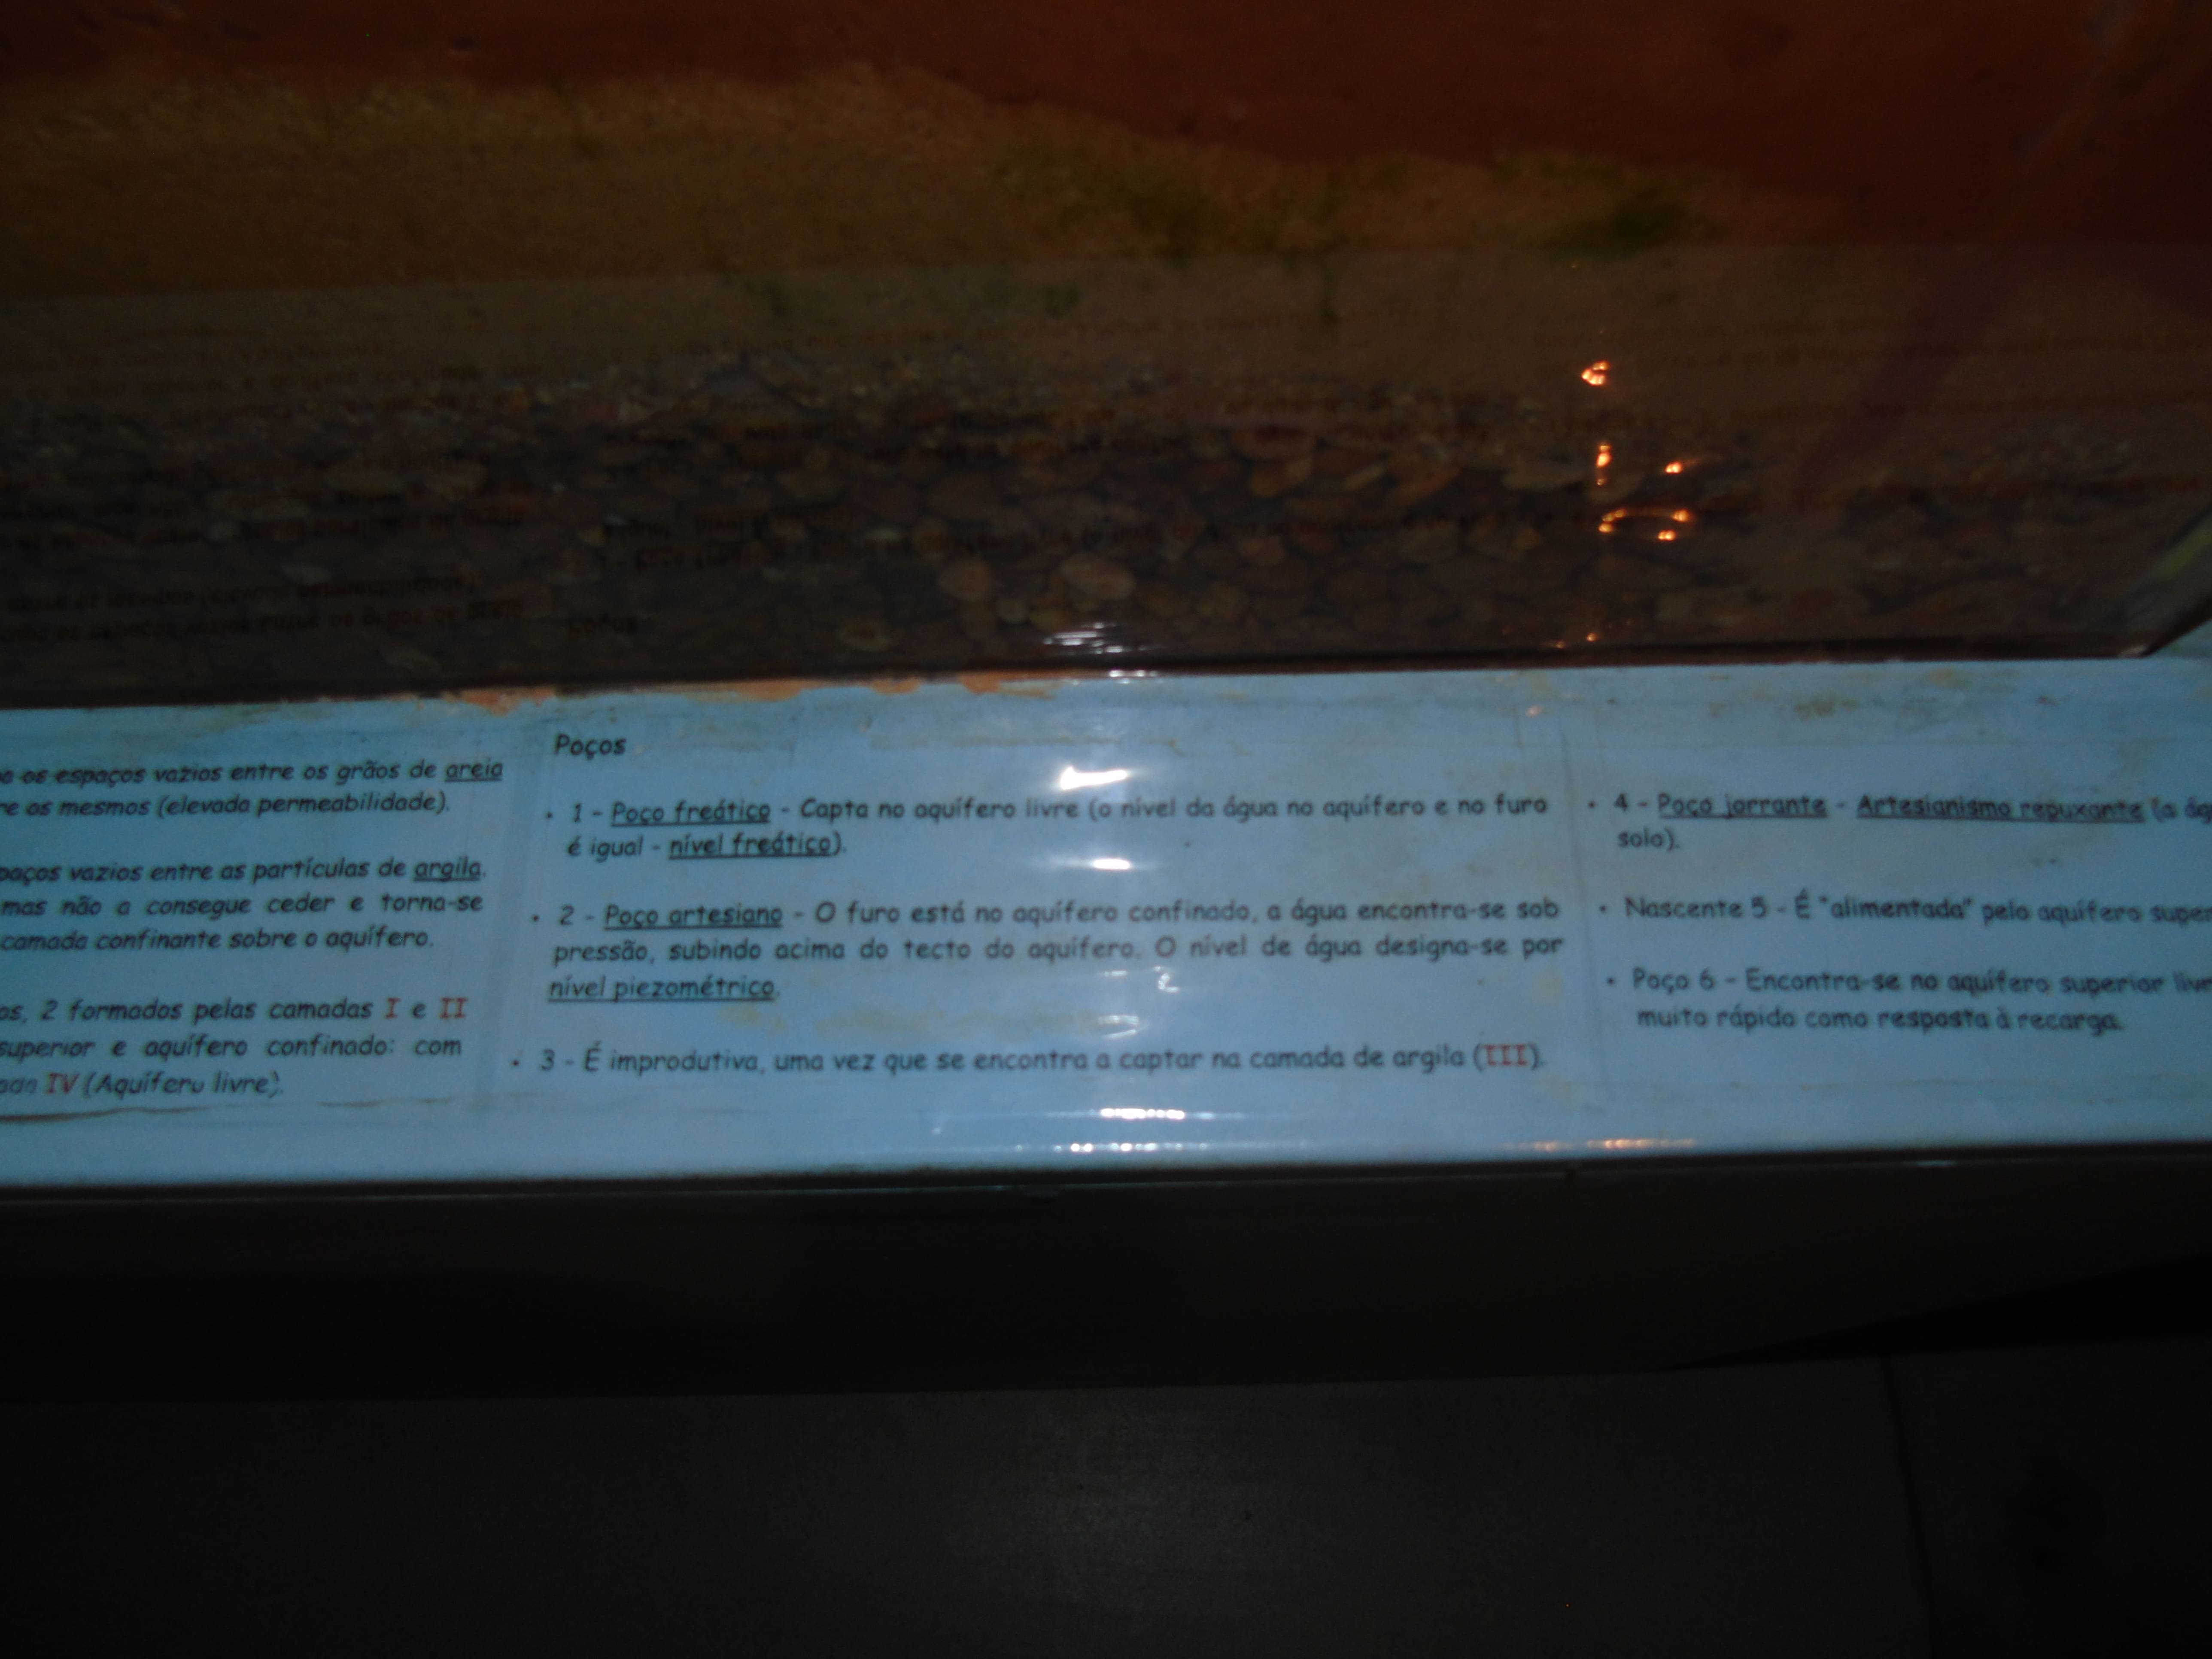 os espaços vazios entre os grãos de areia
re os mesmos (elevada permeabilidade).
paços vazios entre as partículas de argila.
mas não a consegue ceder e torna-se
camada confinante sobre o aquífero.
os, 2 formados pelas camadas I e II
superior e aquífero confinado: com
IV (Aquífero livre).
Poços
• 1 - Poço freático - Capta no aquífero livre (o nível da água no aquífero e no furo
é igual - nível freático).
• 2 - Poço artesiano - O furo está no aquífero confinado, a água encontra-se sob
pressão, subindo acima do tecto do aquífero. O nível de água designa-se por
nível piezométrico.
• 3 - É improdutiva, uma vez que se encontra a captar na camada de argila (III).
• 4 - Poço jorrante - Artesianismo repuxante (a ág
solo).
• Nascente 5 - É "alimentada" pelo aquífero supe
• Poço 6 - Encontra-se no aquífero superior livr
muito rápido como resposta à recarga.